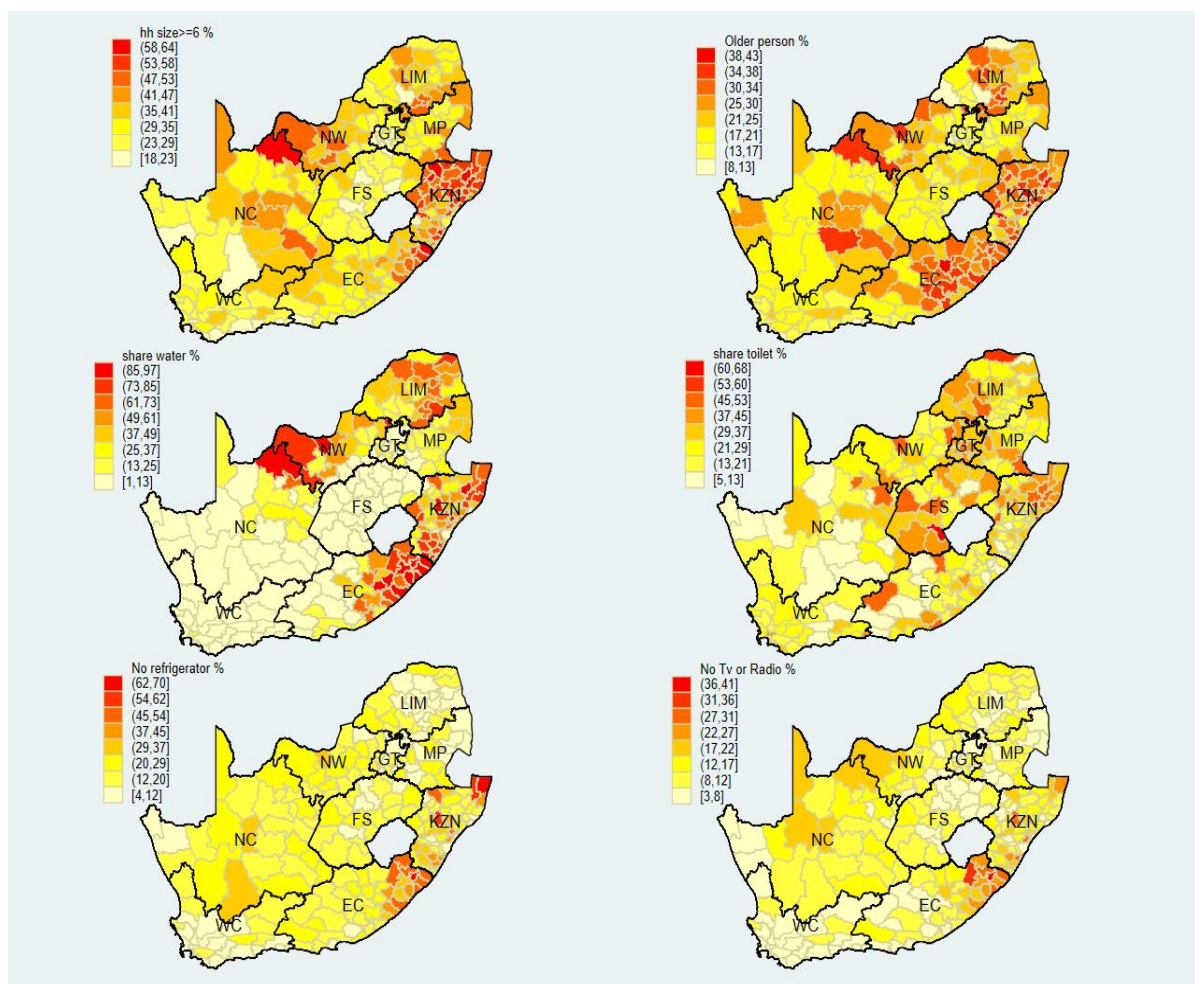 hh size>=6 %
(58,64]
(53,58]
(47,53]
(41,47]
(35,41]
(29,35]
(23,29]
[18,23]
LIM
NW
GT
MP
FS
KZN
NC
EC
WC
Older person %
(38,43]
(34,38]
(30,34]
(25,30]
(21,25]
(17,21]
(13,17]
[8,13]
LIM
NW
GT
MP
FS
KZN
NC
EC
WC
share water %
(85,97]
(73,85]
(61,73]
(49,61]
(37,49]
(25,37]
(13,25]
[1,13]
LIM
NW
GT
MP
FS
KZN
NC
EC
WC
share toilet %
(60,68]
(53,60]
(45,53]
(37,45]
(29,37]
(21,29]
(13,21]
[5,13]
LIM
NW
GT
MP
FS
KZN
NC
EC
WC
No refrigerator %
(62,70]
(54,62]
(45,54]
(37,45]
(29,37]
(20,29]
(12,20]
[4,12]
LIM
NW
GT
MP
FS
KZN
NC
EC
WC
No Tv or Radio %
(36,41]
(31,36]
(27,31]
(22,27]
(17,22]
(12,17]
(8,12]
[3,8]
LIM
NW
GT
MP
FS
KZN
NC
EC
WC